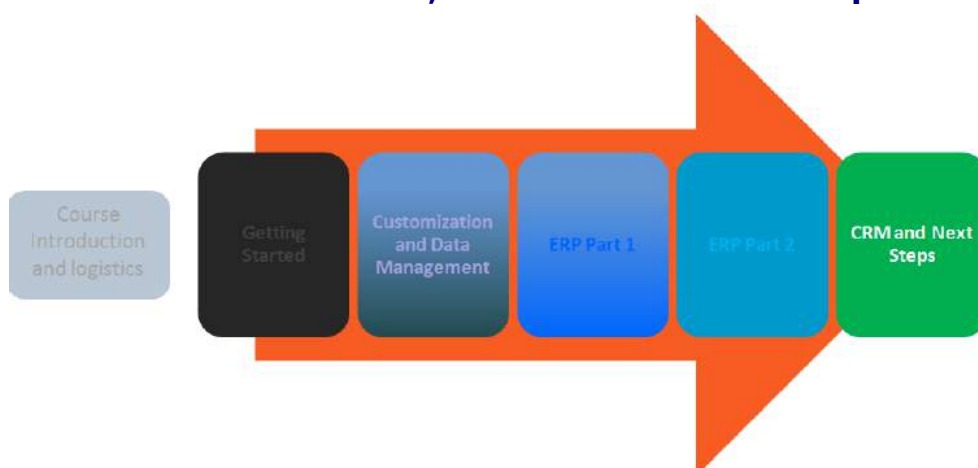 Course
Introduction
and logistics
Getting
Started
Customization
and Data
Management
ERP Part 1
ERP Part 2
CRM and Next
Steps